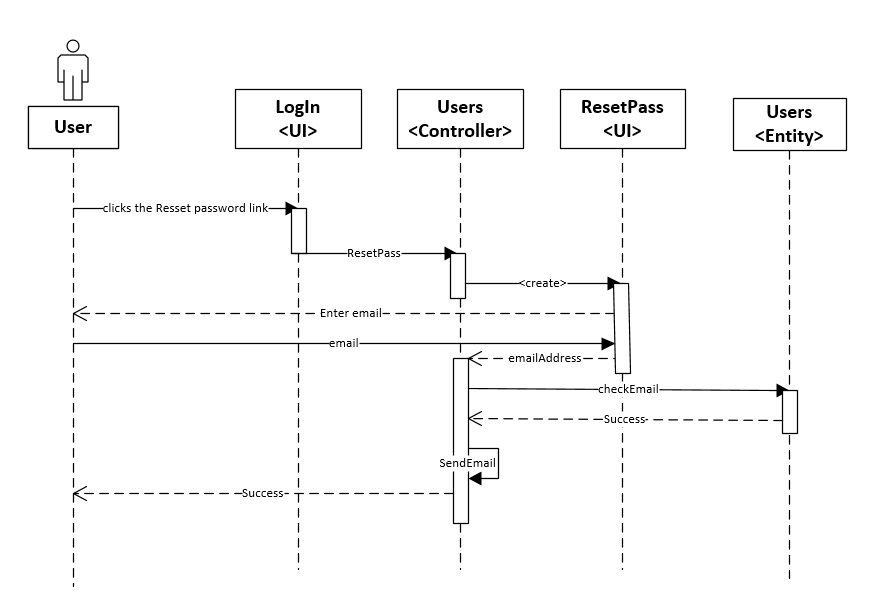 User
LogIn
<UI>
Users
<Controller>
ResetPass
<UI>
Users
<Entity>
clicks the Resset password link
ResetPass
<create>
Enter email
email
emailAddress
checkEmail
Success
SendEmail
Success